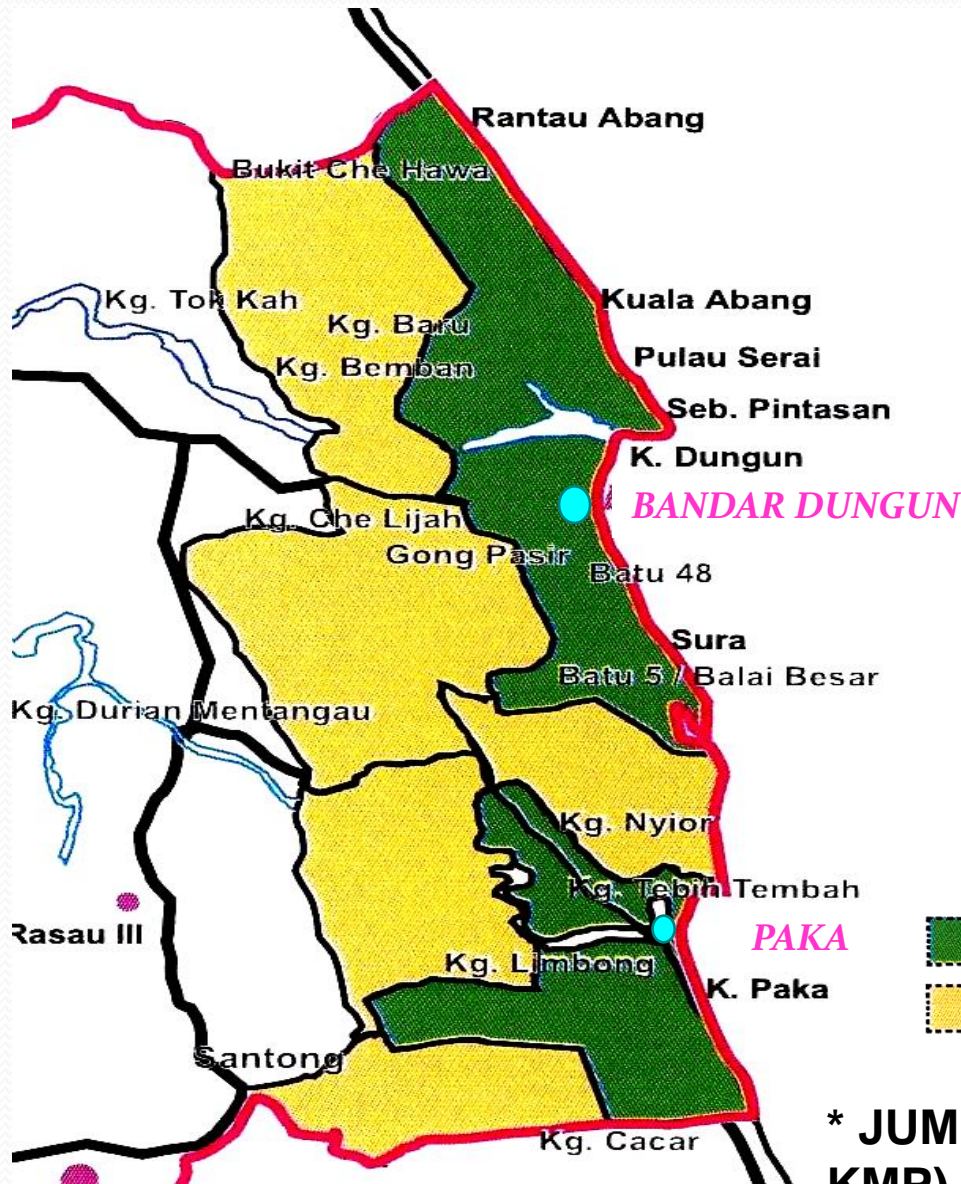 Rantau Abang
Bukit Che Hawa
Kg. Tok Kah
Kuala Abang
Kg. Baru
Pulau Serai
Kg. Bemban
Seb. Pintasan
K. Dungun
BANDAR DUNGUN
Kg. Che Lijah
Gong Pasir
Batu 48
Sura
Batu 5 / Balai Besar
Kg. Durian Mentangau
Kg. Nyior
Kg. Tebih Tembah
Rasau III
PAKA
Kg. Limbong
K. Paka
Santong
* JUM
Kg. Cacar
KMP)